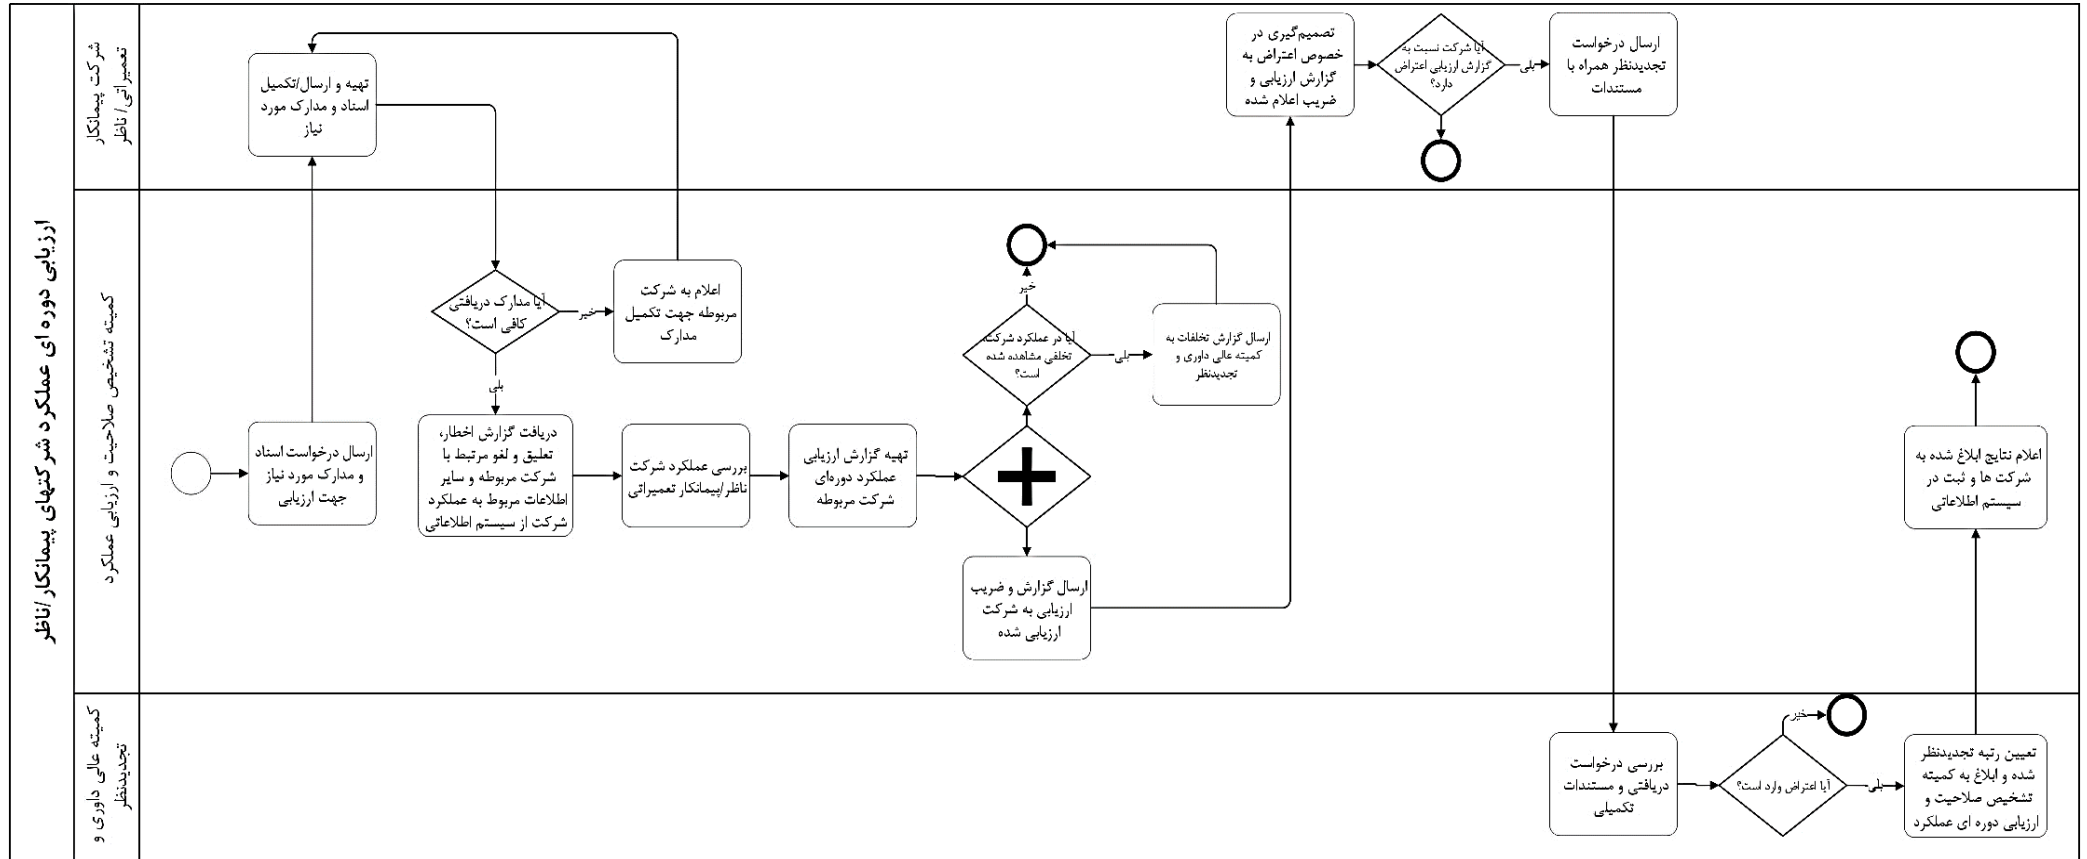 ارزیابی دوره ای عملکرد شرکتهای پیمانکار/ناظر
شرکت پیمانکار
تعمیراتی/ ناظر
تهیه و ارسال/تکمیل
اسناد و مدارک مورد
نیاز
تصمیم‌گیری در
خصوص اعتراض به
گزارش ارزیابی و
ضریب اعلام شده
آیا شرکت نسبت به
گزارش ارزیابی اعتراض
دارد؟
بلی
ارسال درخواست
تجدیدنظر همراه با
مستندات
کمیته تشخیص صلاحیت و ارزیابی عملکرد
ارسال درخواست اسناد
و مدارک مورد نیاز
جهت ارزیابی
آیا مدارک دریافتی
کافی است؟
خیر
اعلام به شرکت
مربوطه جهت تکمیل
مدارک
بلی
دریافت گزارش اخطار،
تعلیق و لغو مرتبط با
شرکت مربوطه و سایر
اطلاعات مربوط به عملکرد
شرکت از سیستم اطلاعاتی
بررسی عملکرد شرکت
ناظر/پیمانکار تعمیراتی
تهیه گزارش ارزیابی
عملکرد دوره‌ای
شرکت مربوطه
خیر
آیا در عملکرد شرکت
تخلفی مشاهده شده
است؟
بلی
ارسال گزارش تخلفات به
کمیته عالی داوری و
تجدیدنظر
ارسال گزارش و ضریب
ارزیابی به شرکت
ارزیابی شده
اعلام نتایج ابلاغ شده به
شرکت ها و ثبت در
سیستم اطلاعاتی
کمیته عالی داوری و
تجدیدنظر
بررسی درخواست
دریافتی و مستندات
تکمیلی
آیا اعتراض وارد است؟
خیر
بلی
تعیین رتبه تجدیدنظر
شده و ابلاغ به کمیته
تشخیص صلاحیت و
ارزیابی دوره ای عملکرد